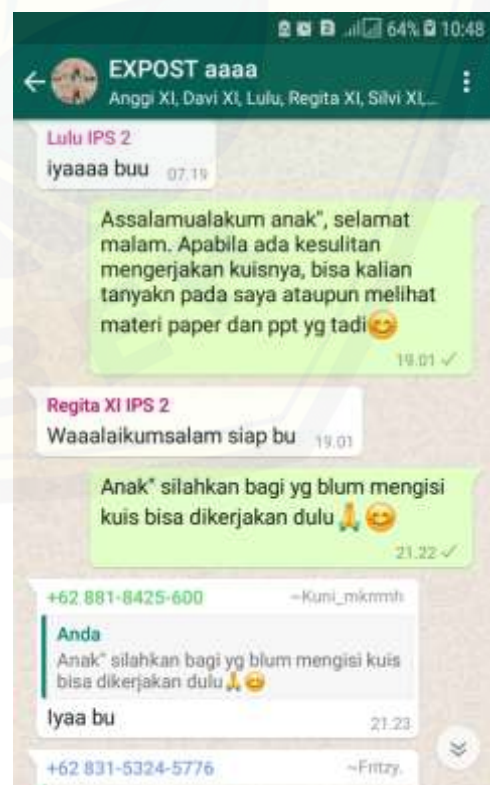 64% 10:48
EXPOST aaaa
Anggi XI, Davi XI, Lulu, Regita XI, Silvi XI,...
Lulu IPS 2
iyaaaa buu 07.19
Assalamualakum anak", selamat
malam. Apabila ada kesulitan
mengerjakan kuisnya, bisa kalian
tanyakn pada saya ataupun melihat
materi paper dan ppt yg tadi😊
19.01
Regita XI IPS 2
Waaalaikumsalam siap bu 19.01
Anak" silahkan bagi yg blum mengisi
kuis bisa dikerjakan dulu🙏😊
21.22
+62 881-8425-600 ~Kuni_mkrrmh
Anda
Anak" silahkan bagi yg blum mengisi kuis
bisa dikerjakan dulu🙏😊
Iyaa bu 21.23
+62 831-5324-5776 ~Fritzy.